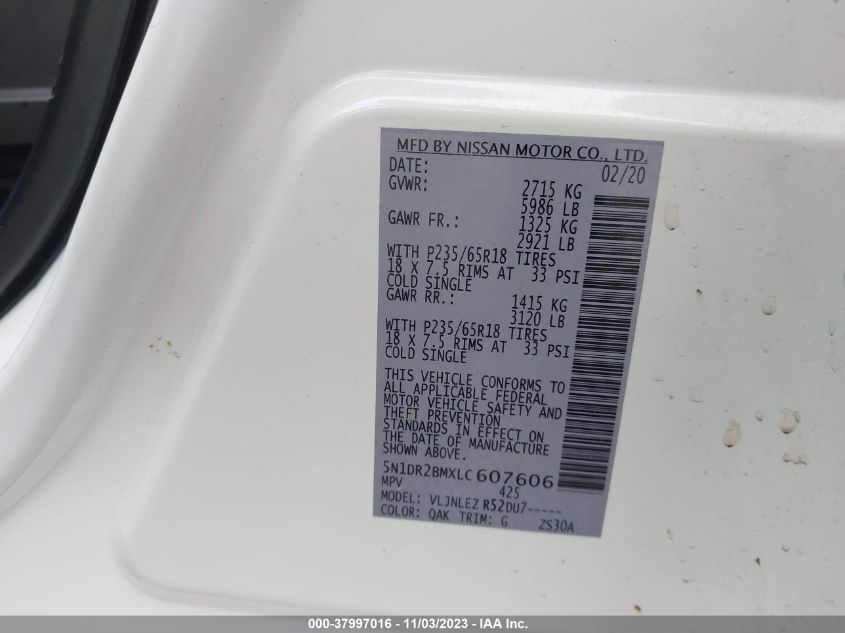 MFD BY NISSAN MOTOR CO., LTD.
DATE: 02/20
GVWR: 2715 KG
5986 LB
GAWR FR.: 1325 KG
2921 LB
WITH P235/65R18 TIRES
18 X 7.5 RIMS AT 33 PSI
COLD SINGLE
GAWR RR.: 1415 KG
3120 LB
WITH P235/65R18 TIRES
18 X 7.5 RIMS AT 33 PSI
COLD SINGLE
THIS VEHICLE CONFORMS TO
ALL APPLICABLE FEDERAL
MOTOR VEHICLE SAFETY AND
THEFT PREVENTION
STANDARDS IN EFFECT ON
THE DATE OF MANUFACTURE
SHOWN ABOVE.
5N1DR2BMXLC607606
MPV 425
MODEL: VLJNLEZ R52DU7-----
COLOR: QAK TRIM: G ZS30A
000-37997016 - 11/03/2023 - IAA Inc.